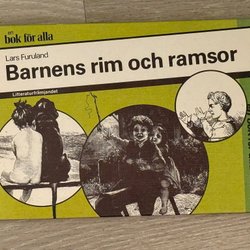 en
bok för alla
Lars Furuland
Barnens rim och ramsor
Litteraturfrämjandet